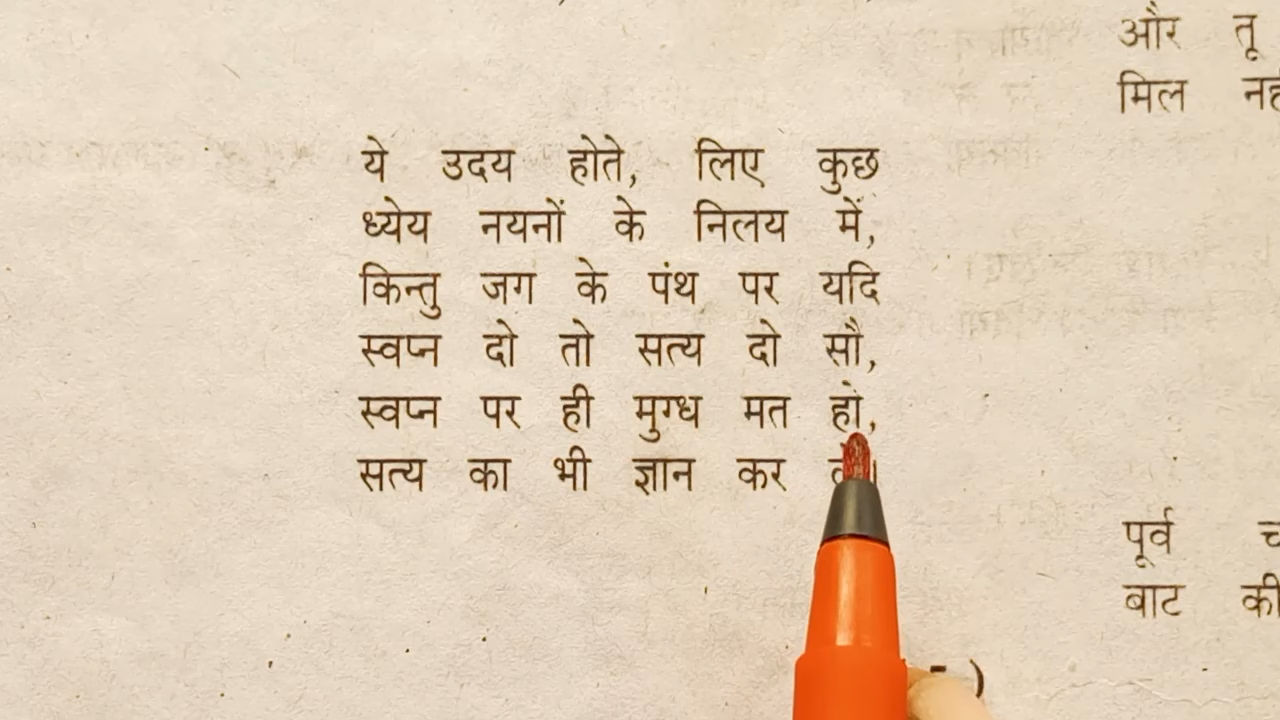 और तू
मिल
ये उदय होते, लिए कुछ
ध्येय नयनों के निलय में,
किन्तु जग के पंथ पर यदि
स्वप्न दो तो सत्य दो सौ,
स्वप्न पर ही मुग्ध मत हो,
सत्य का भी ज्ञान कर
पूर्व
बाट की